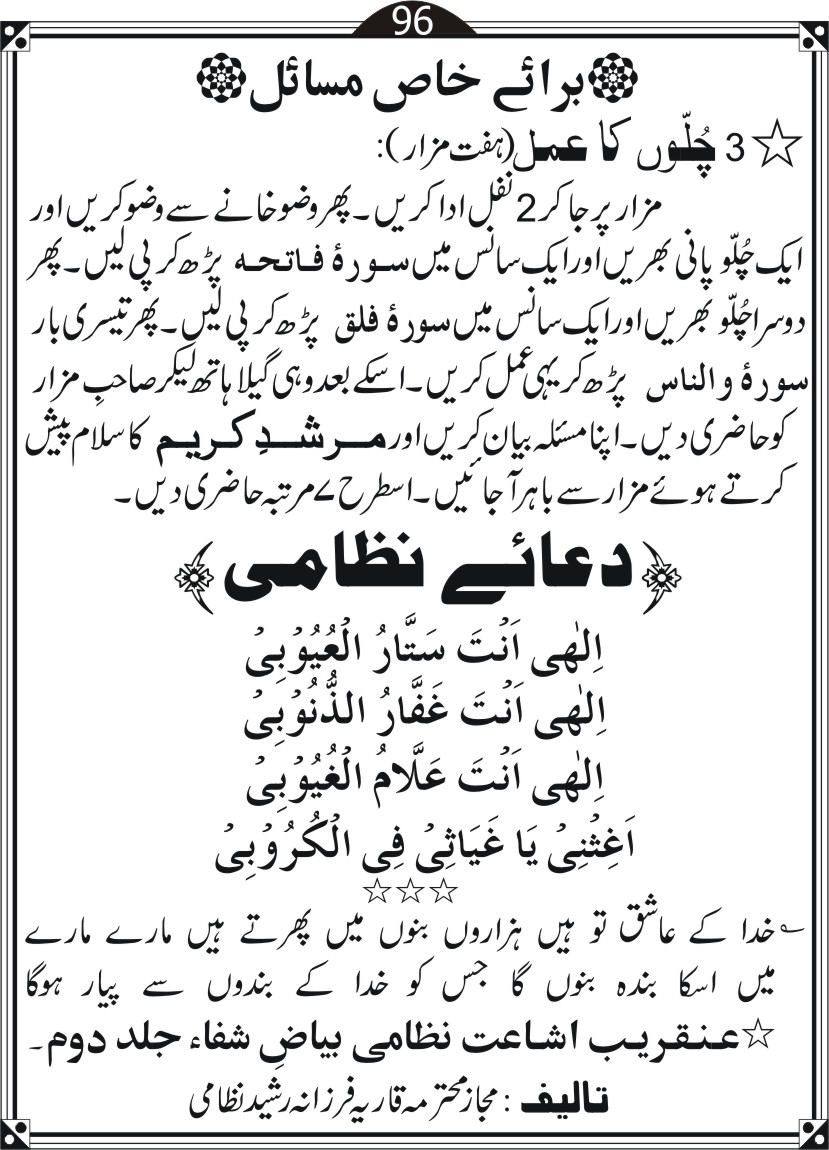 96
برائے خاص مسائل
☆ 3 چُلّوں کا عمل (ہفت مزار):
مزار پر جا کر 2 نفل ادا کریں۔ پھر وضو خانے سے وضو کریں اور
ایک چُلّو پانی بھریں اور ایک سانس میں سورۂ فاتحہ پڑھ کر پی لیں۔ پھر
دوسرا چُلّو بھریں اور ایک سانس میں سورۂ فلق پڑھ کر پی لیں۔ پھر تیسری بار
سورۂ والناس پڑھ کر یہی عمل کریں۔ اسکے بعد وہی گیلا ہاتھ لیکر صاحبِ مزار
کو حاضری دیں۔ اپنا مسئلہ بیان کریں اور مرشدِ کریم کا سلام پیش
کرتے ہوئے مزار سے باہر آ جائیں۔ اسطرح ۷ مرتبہ حاضری دیں۔
دعائے نظامی
اِلٰهی اَنْتَ سَتَّارُ الْعُيُوْبِیْ
اِلٰهی اَنْتَ غَفَّارُ الذُّنُوْبِیْ
اِلٰهی اَنْتَ عَلَّامُ الْغُيُوْبِیْ
اَغِثْنِیْ يَا غَيَاثِیْ فِی الْكُرُوْبِیْ
☆☆☆
؎ خدا کے عاشق تو ہیں ہزاروں بنوں میں پھرتے ہیں مارے مارے
میں اسکا بندہ بنوں گا جس کو خدا کے بندوں سے پیار ہوگا
☆ عنقریب اشاعت نظامی بیاضِ شفاء جلد دوم۔
تالیف : مجاز محترمہ قاریہ فرزانہ رشید نظامی